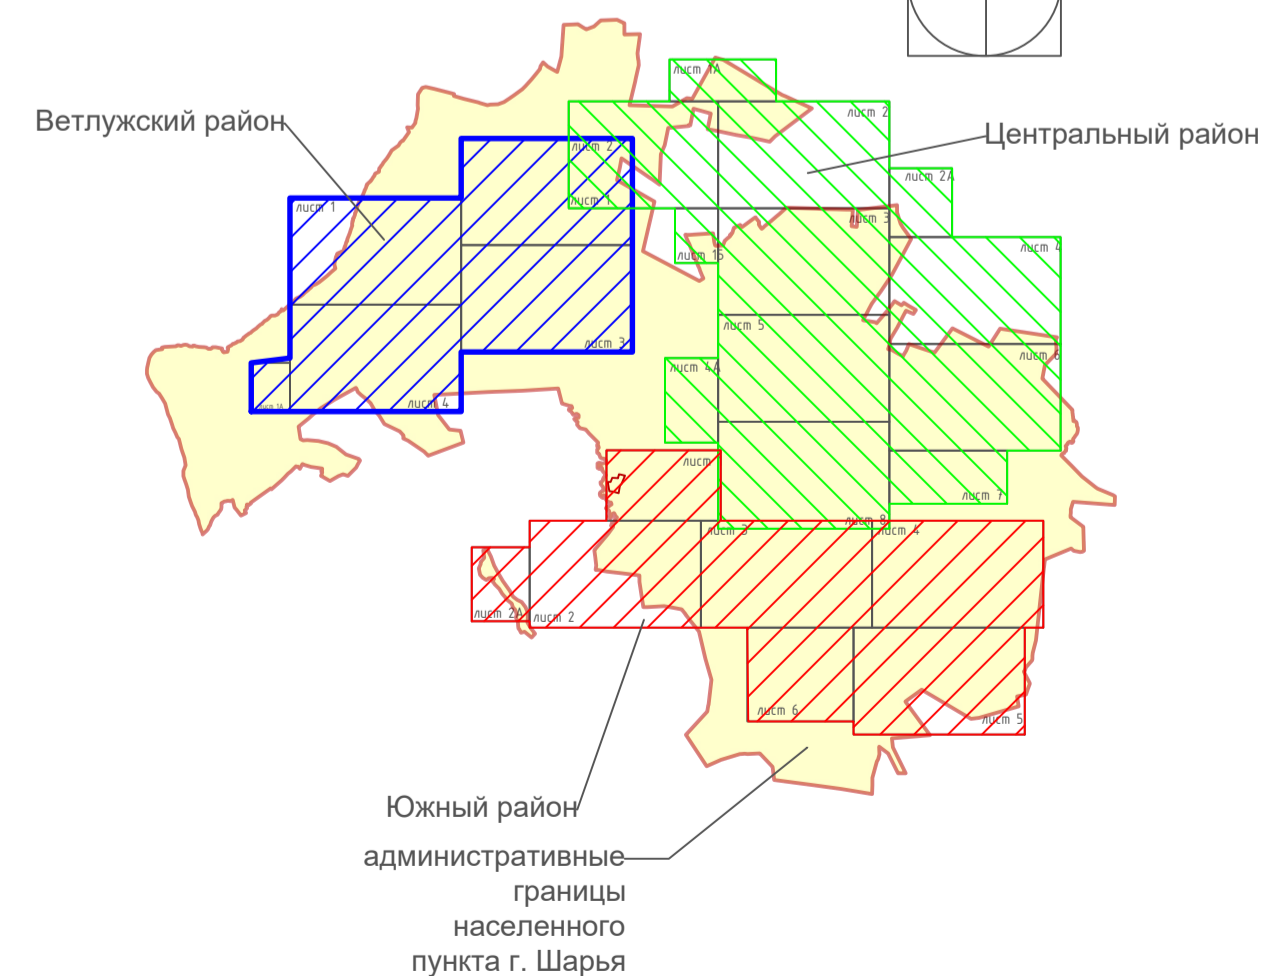 лист 1А
лист 2
Ветлужский район
Центральный район
лист 2
лист 2А
лист 1
лист 1
лист 3
лист 4
лист 1Б
лист 5
лист 3
лист 6
лист 4А
лист 4
лист 1А
лист
лист 7
лист 8
лист 3
лист 4
лист 2А
лист 2
лист 6
лист 5
Южный район
административные
границы
населенного
пункта г. Шарья